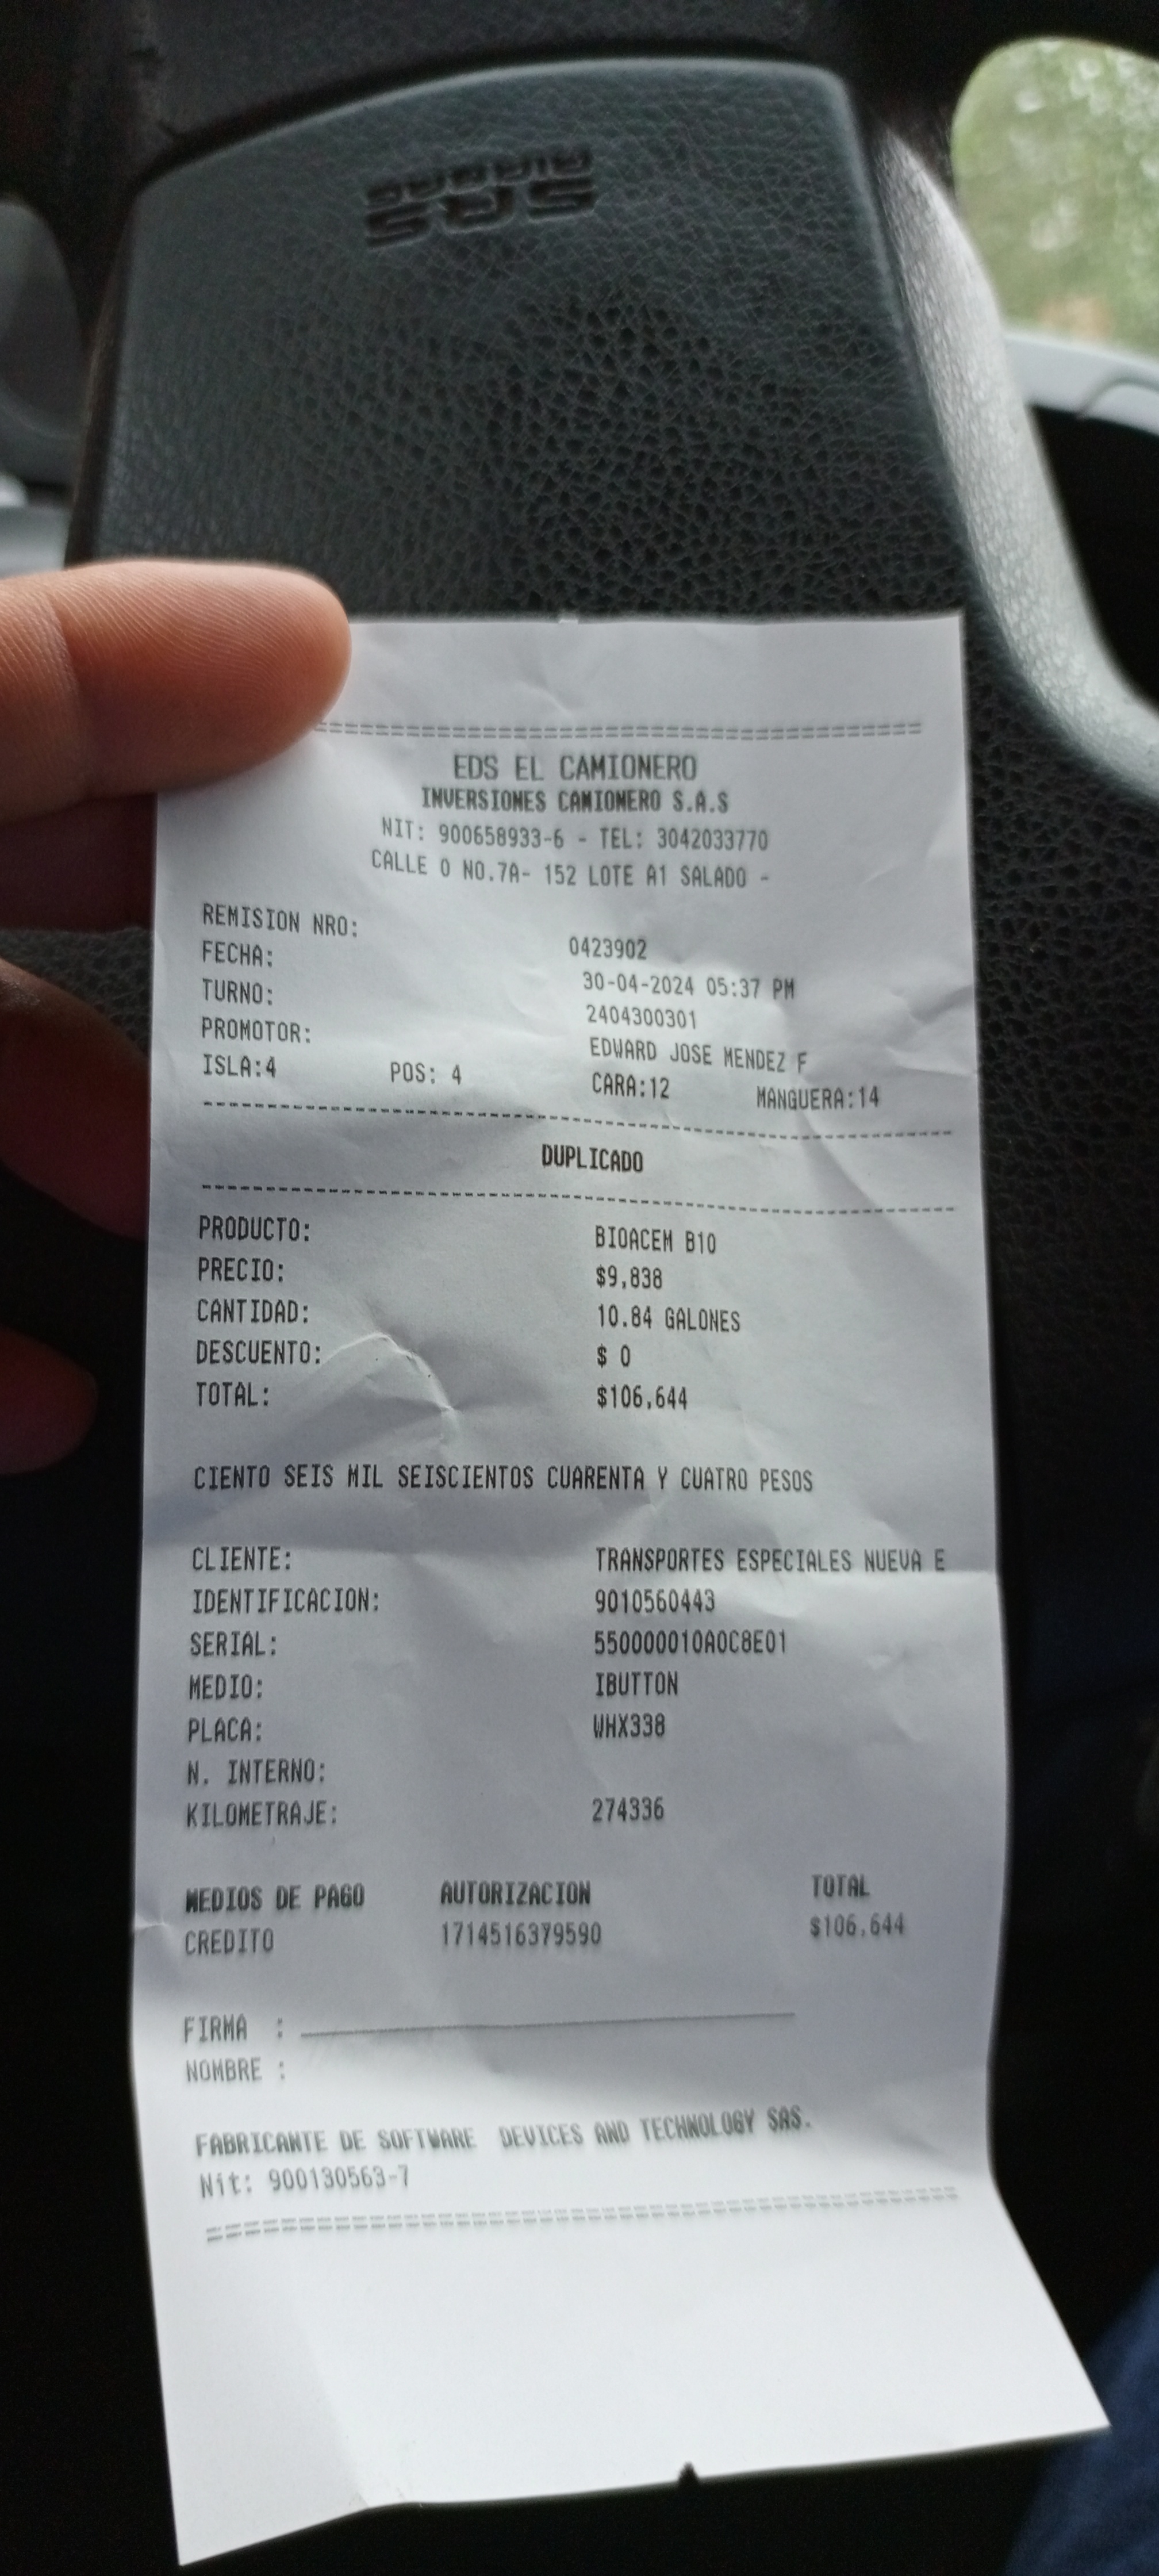 SRS
AIRBAG
================================================
EDS EL CAMIONERO
INVERSIONES CAMIONERO S.A.S
NIT: 900658933-6 - TEL: 3042033770
CALLE 0 NO.7A- 152 LOTE A1 SALADO -
REMISION NRO: 0423902
FECHA: 30-04-2024 05:37 PM
TURNO: 2404300301
PROMOTOR: EDWARD JOSE MENDEZ F
ISLA:4 POS: 4 CARA:12 MANGUERA:14
------------------------------------------------
DUPLICADO
------------------------------------------------
PRODUCTO: BIOACEM B10
PRECIO: $9,838
CANTIDAD: 10.84 GALONES
DESCUENTO: $ 0
TOTAL: $106,644
CIENTO SEIS MIL SEISCIENTOS CUARENTA Y CUATRO PESOS
CLIENTE: TRANSPORTES ESPECIALES NUEVA E
IDENTIFICACION: 9010560443
SERIAL: 550000010A0C8E01
MEDIO: IBUTTON
PLACA: WHX338
N. INTERNO:
KILOMETRAJE: 274336
MEDIOS DE PAGO AUTORIZACION TOTAL
CREDITO 1714516379590 $106,644
FIRMA : ________________
NOMBRE :
FABRICANTE DE SOFTWARE DEVICES AND TECHNOLOGY SAS.
Nit: 900130563-7
================================================